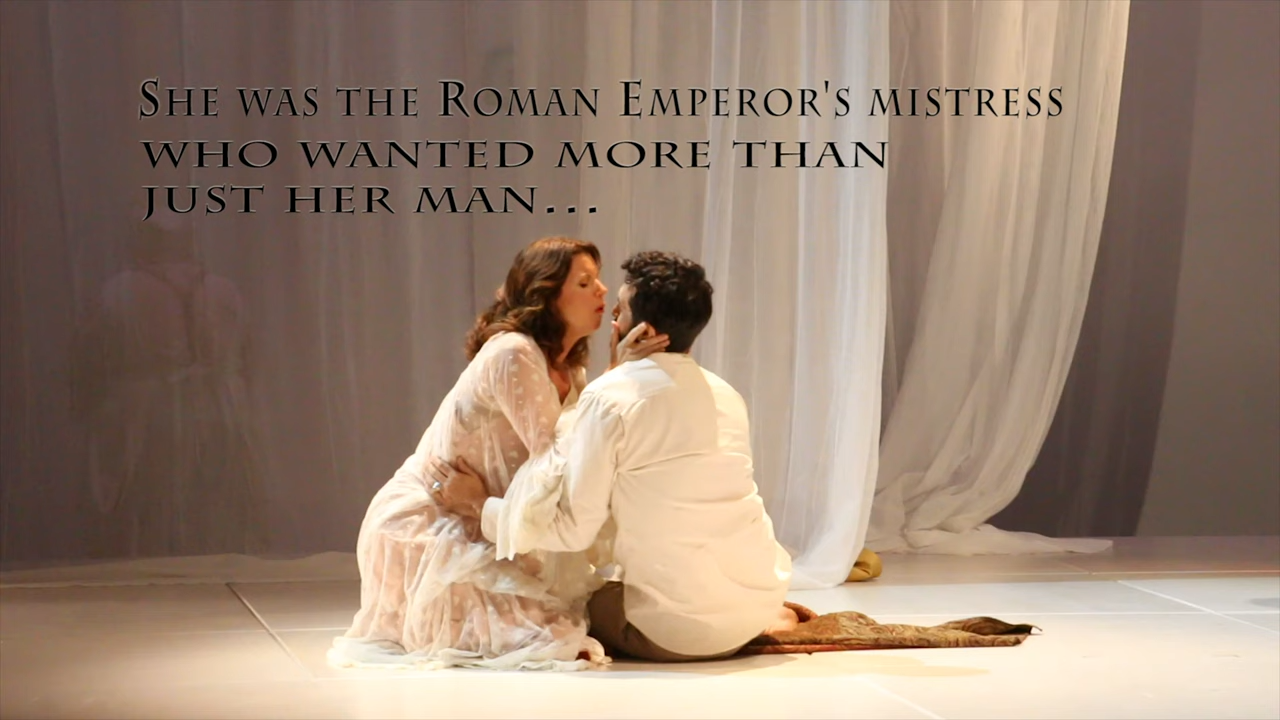 She was the Roman Emperor's mistress
who wanted more than
just her man...